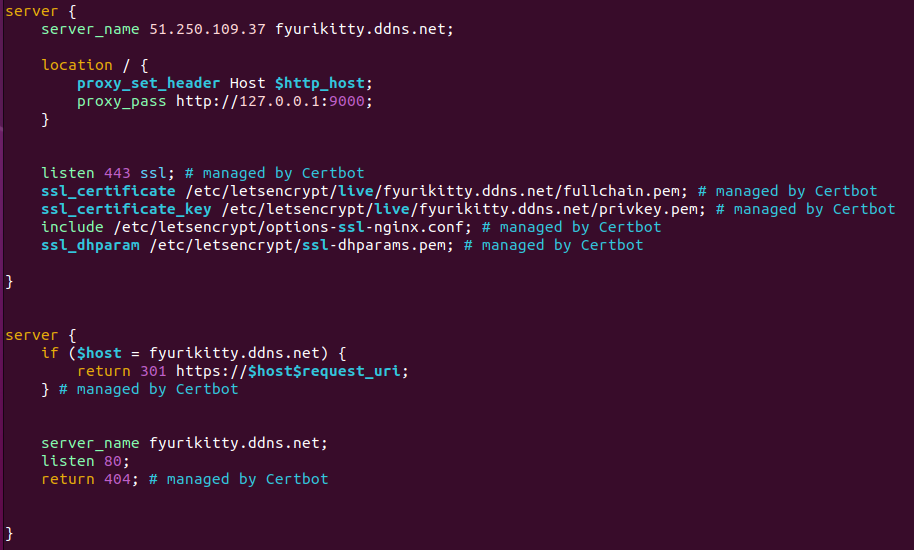 server {
server_name 51.250.109.37 fyurikitty.ddns.net;
location / {
proxy_set_header Host $http_host;
proxy_pass http://127.0.0.1:9000;
}
listen 443 ssl; # managed by Certbot
ssl_certificate /etc/letsencrypt/live/fyurikitty.ddns.net/fullchain.pem; # managed by Certbot
ssl_certificate_key /etc/letsencrypt/live/fyurikitty.ddns.net/privkey.pem; # managed by Certbot
include /etc/letsencrypt/options-ssl-nginx.conf; # managed by Certbot
ssl_dhparam /etc/letsencrypt/ssl-dhparams.pem; # managed by Certbot
}
server {
if ($host = fyurikitty.ddns.net) {
return 301 https://$host$request_uri;
} # managed by Certbot
server_name fyurikitty.ddns.net;
listen 80;
return 404; # managed by Certbot
}